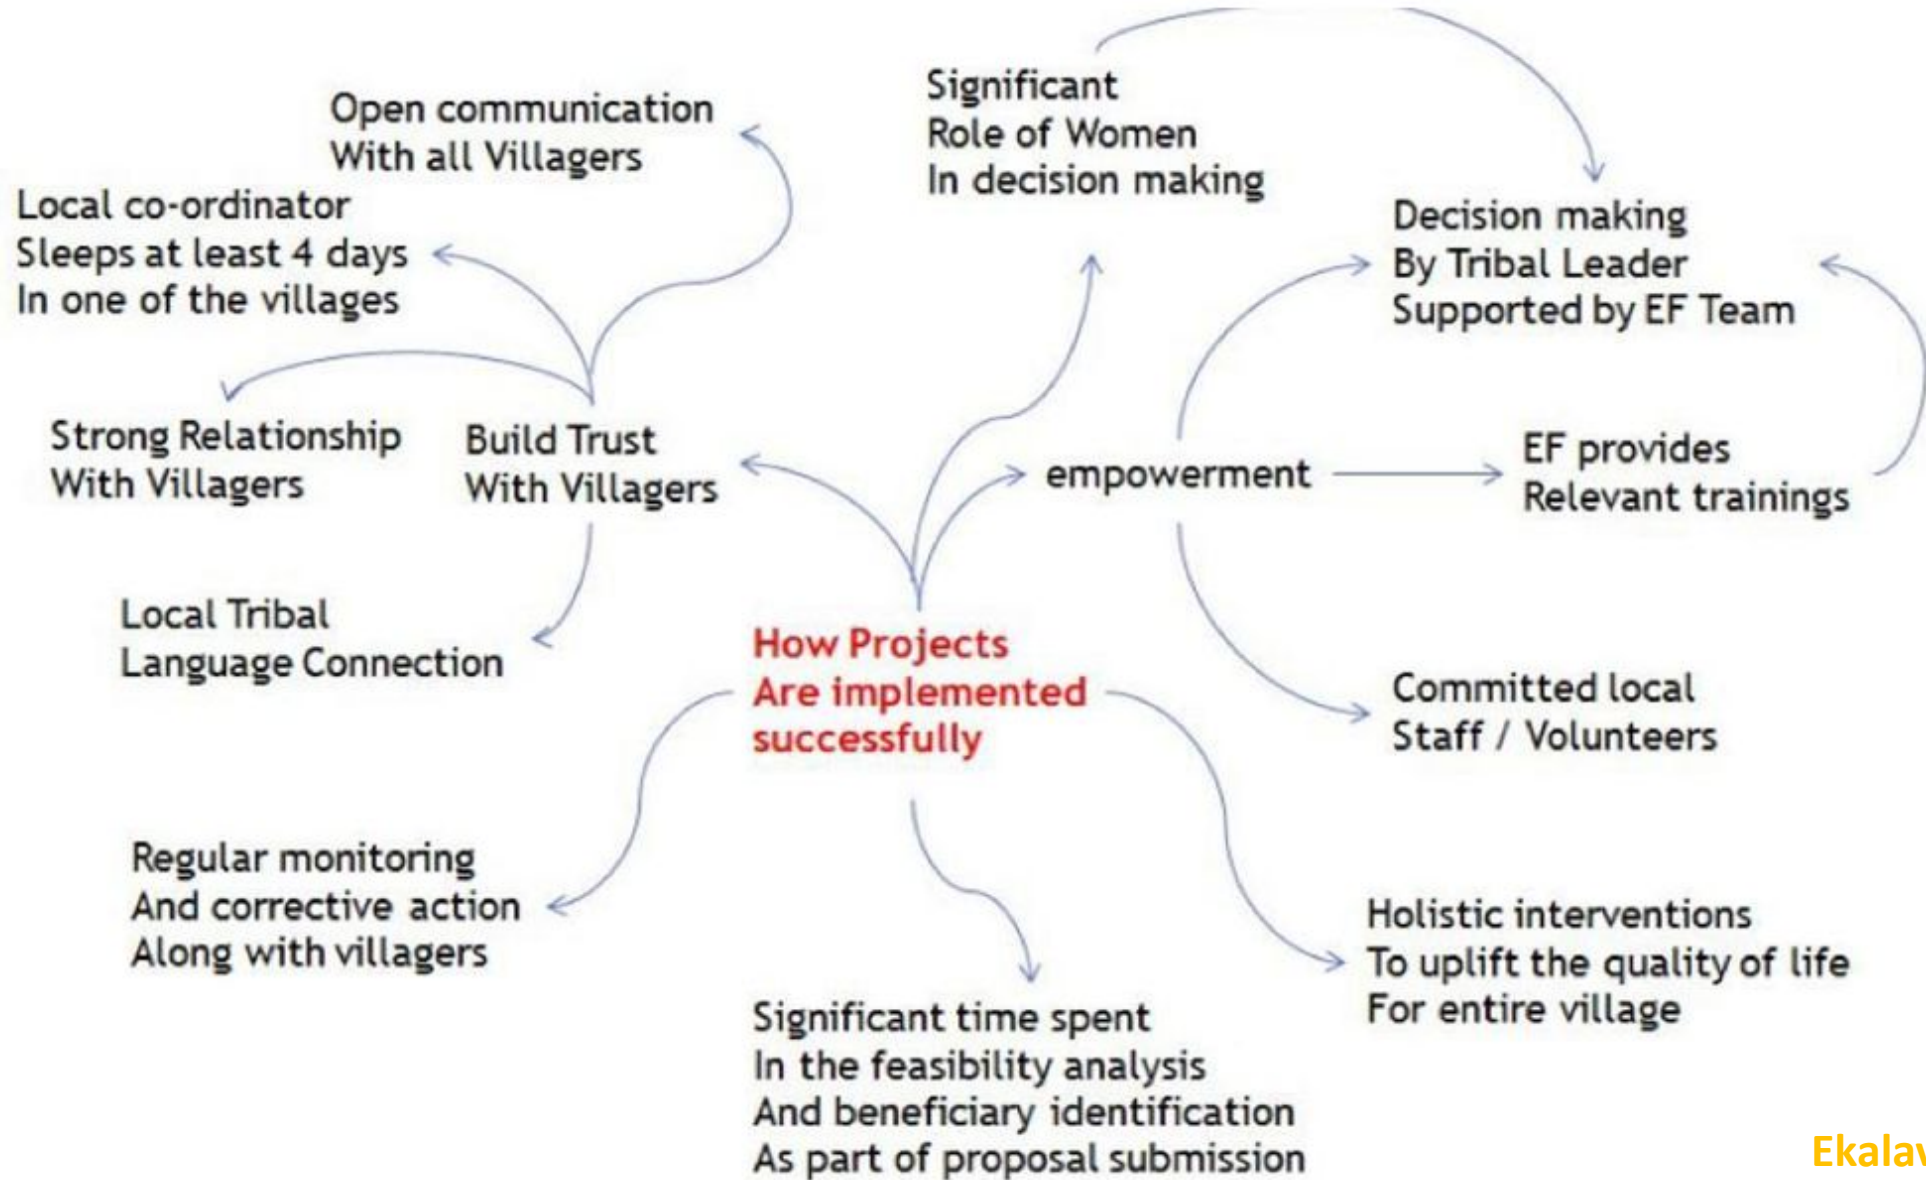 Open communication
With all Villagers
Local co-ordinator
Sleeps at least 4 days
In one of the villages
Strong Relationship
With Villagers
Build Trust
With Villagers
Local Tribal
Language Connection
Significant
Role of Women
In decision making
Decision making
By Tribal Leader
Supported by EF Team
empowerment
EF provides
Relevant trainings
How Projects
Are implemented
successfully
Committed local
Staff / Volunteers
Regular monitoring
And corrective action
Along with villagers
Holistic interventions
To uplift the quality of life
For entire village
Significant time spent
In the feasibility analysis
And beneficiary identification
As part of proposal submission